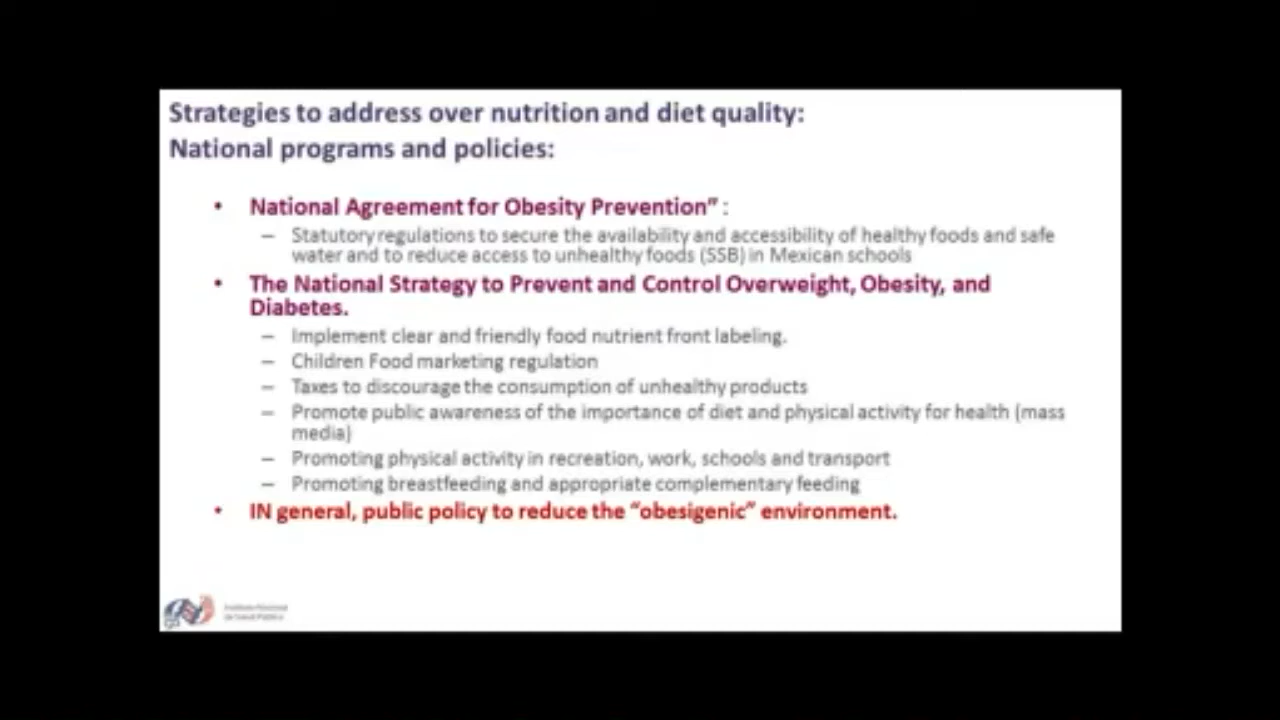 Strategies to address over nutrition and diet quality:
National programs and policies:
• National Agreement for Obesity Prevention” :
– Statutory regulations to secure the availability and accessibility of healthy foods and safe
water and to reduce access to unhealthy foods (SSB) in Mexican schools
• The National Strategy to Prevent and Control Overweight, Obesity, and
Diabetes.
– Implement clear and friendly food nutrient front labeling.
– Children Food marketing regulation
– Taxes to discourage the consumption of unhealthy products
– Promote public awareness of the importance of diet and physical activity for health (mass
media)
– Promoting physical activity in recreation, work, schools and transport
– Promoting breastfeeding and appropriate complementary feeding
• IN general, public policy to reduce the “obesigenic” environment.
Instituto Nacional
de Salud Pública